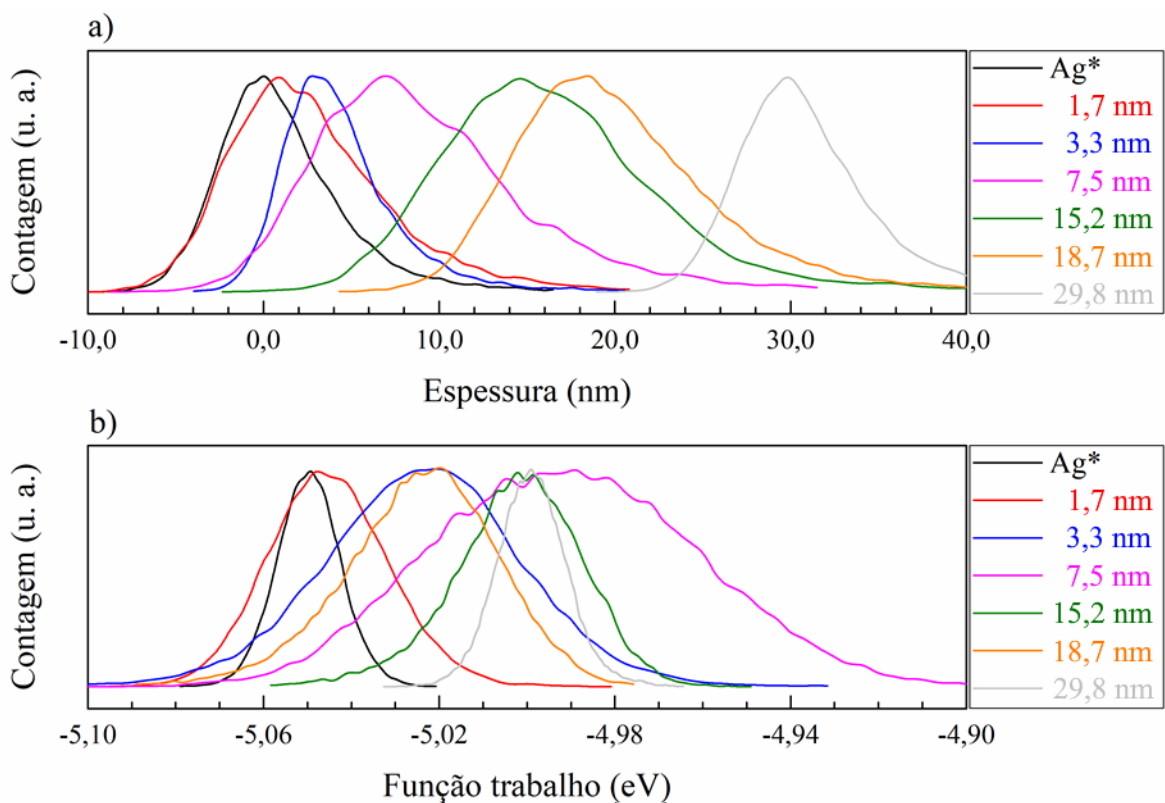 a)
Contagem (u. a.)
Ag*
1,7 nm
3,3 nm
7,5 nm
15,2 nm
18,7 nm
29,8 nm
-10,0 0,0 10,0 20,0 30,0 40,0
Espessura (nm)
b)
Contagem (u. a.)
Ag*
1,7 nm
3,3 nm
7,5 nm
15,2 nm
18,7 nm
29,8 nm
-5,10 -5,06 -5,02 -4,98 -4,94 -4,90
Função trabalho (eV)